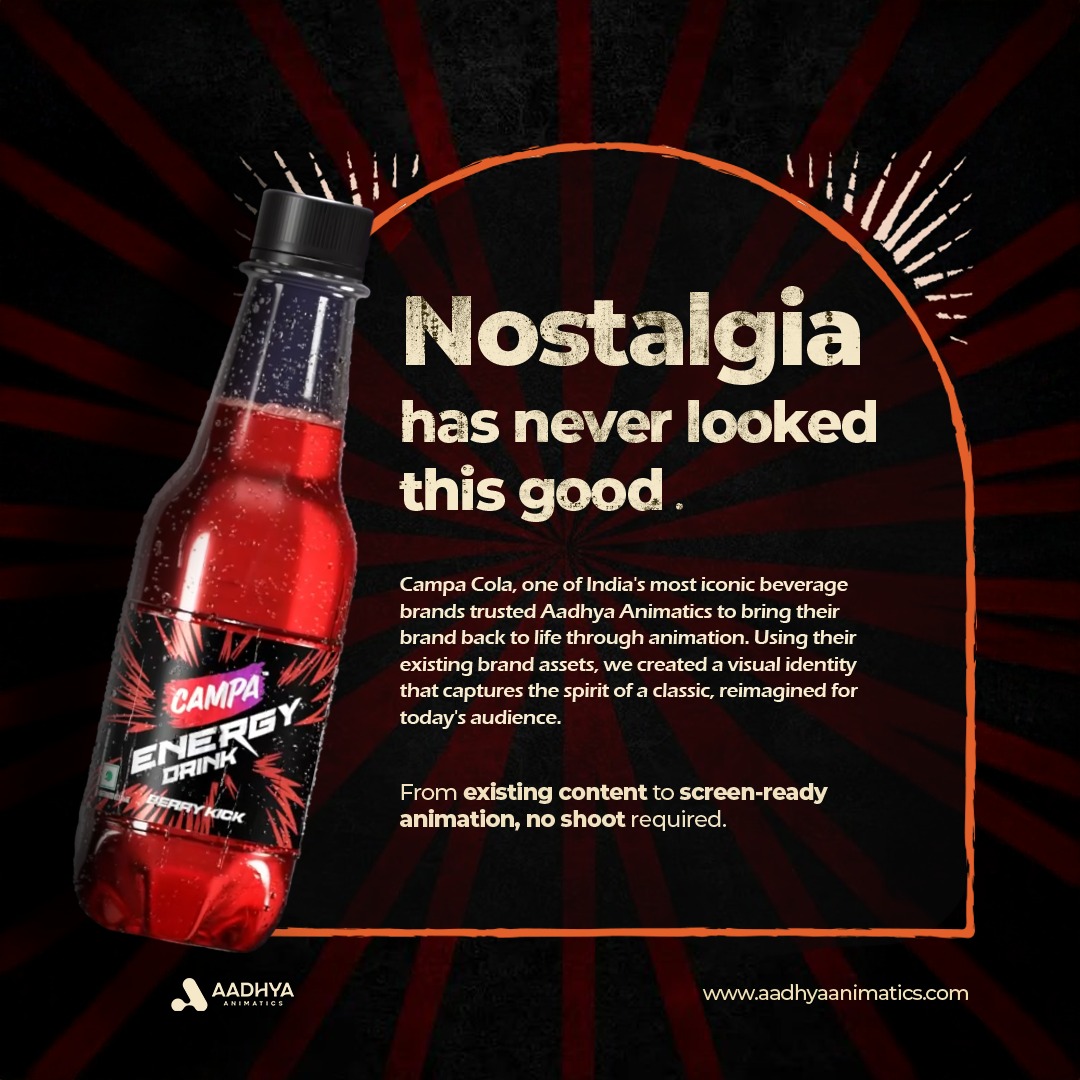 Nostalgia
has never looked
this good .
Campa Cola, one of India's most iconic beverage
brands trusted Aadhya Animatics to bring their
brand back to life through animation. Using their
existing brand assets, we created a visual identity
that captures the spirit of a classic, reimagined for
today's audience.
From existing content to screen-ready
animation, no shoot required.
CAMPA
ENERGY
DRINK
BERRY KICK
AADHYA
ANIMATICS
www.aadhyaanimatics.com